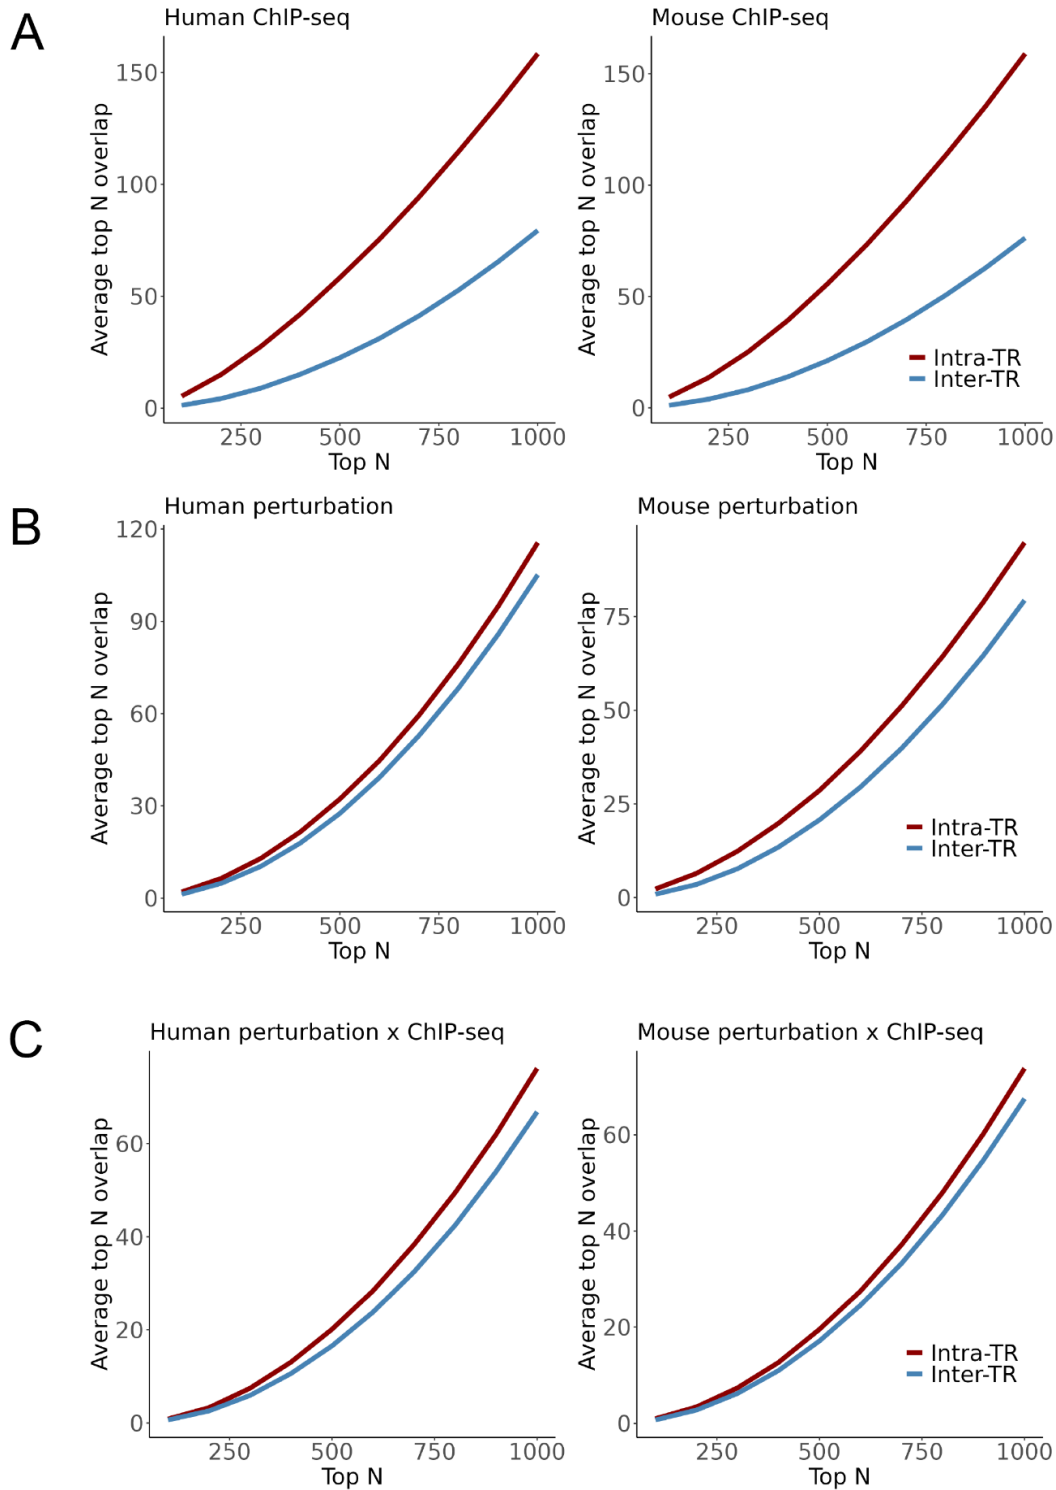 A
Human ChIP-seq
Mouse ChIP-seq
Average top N overlap
150
100
50
0
250 500 750 1000
Top N
Average top N overlap
150
100
50
0
Intra-TR
Inter-TR
250 500 750 1000
Top N
B
Human perturbation
Mouse perturbation
Average top N overlap
120
90
60
30
0
250 500 750 1000
Top N
Average top N overlap
75
50
25
0
Intra-TR
Inter-TR
250 500 750 1000
Top N
C
Human perturbation x ChIP-seq
Mouse perturbation x ChIP-seq
Average top N overlap
60
40
20
0
250 500 750 1000
Top N
Average top N overlap
60
40
20
0
Intra-TR
Inter-TR
250 500 750 1000
Top N